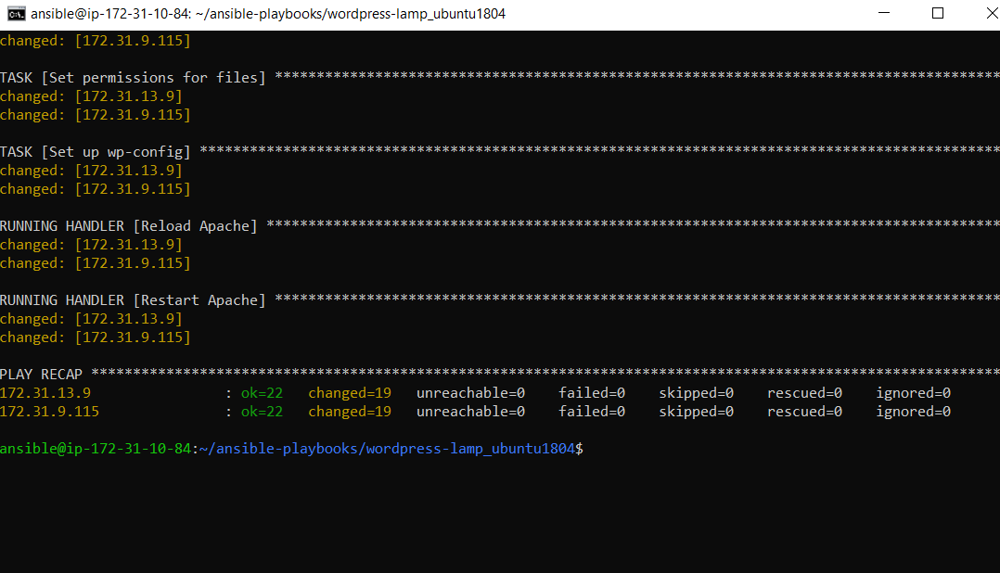 ansible@ip-172-31-10-84: ~/ansible-playbooks/wordpress-lamp_ubuntu1804
changed: [172.31.9.115]
TASK [Set permissions for files] ***************************************************************************************
changed: [172.31.13.9]
changed: [172.31.9.115]
TASK [Set up wp-config] ************************************************************************************************
changed: [172.31.13.9]
changed: [172.31.9.115]
RUNNING HANDLER [Reload Apache] ****************************************************************************************
changed: [172.31.13.9]
changed: [172.31.9.115]
RUNNING HANDLER [Restart Apache] ***************************************************************************************
changed: [172.31.13.9]
changed: [172.31.9.115]
PLAY RECAP *************************************************************************************************************
172.31.13.9                : ok=22   changed=19   unreachable=0    failed=0    skipped=0    rescued=0    ignored=0
172.31.9.115               : ok=22   changed=19   unreachable=0    failed=0    skipped=0    rescued=0    ignored=0
ansible@ip-172-31-10-84:~/ansible-playbooks/wordpress-lamp_ubuntu1804$